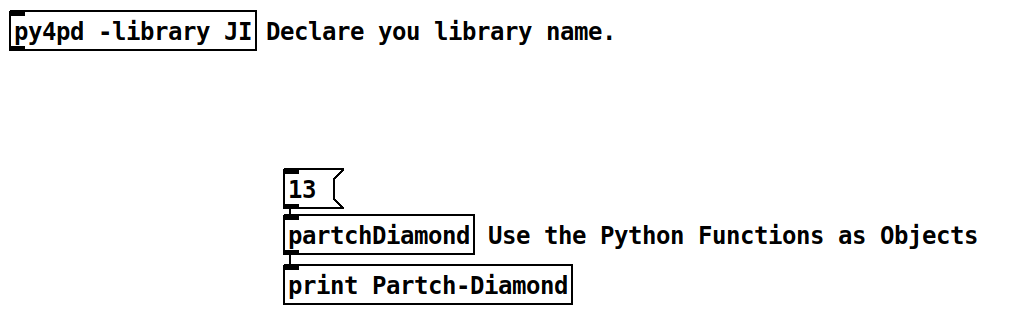 py4pd -library JI Declare you library name.
13
partchDiamond Use the Python Functions as Objects
print Partch-Diamond